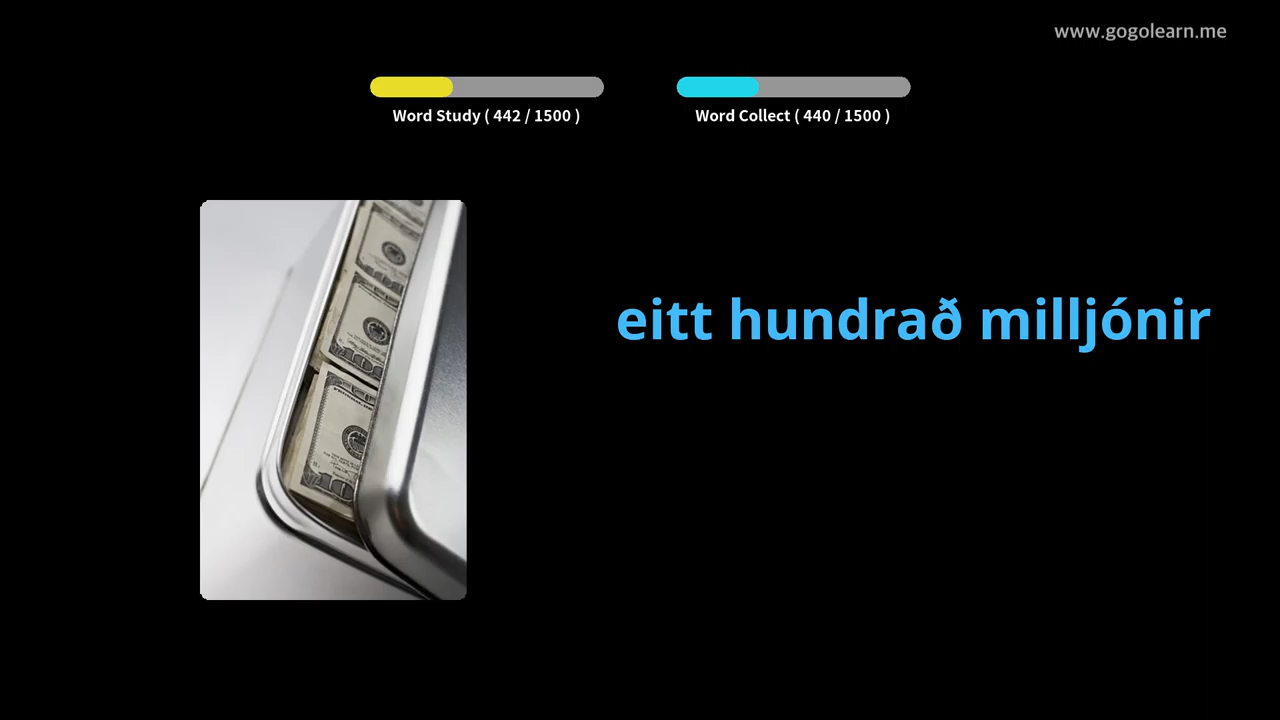 www.gogolearn.me
Word Study ( 442 / 1500 )
Word Collect ( 440 / 1500 )
eitt hundrað milljónir